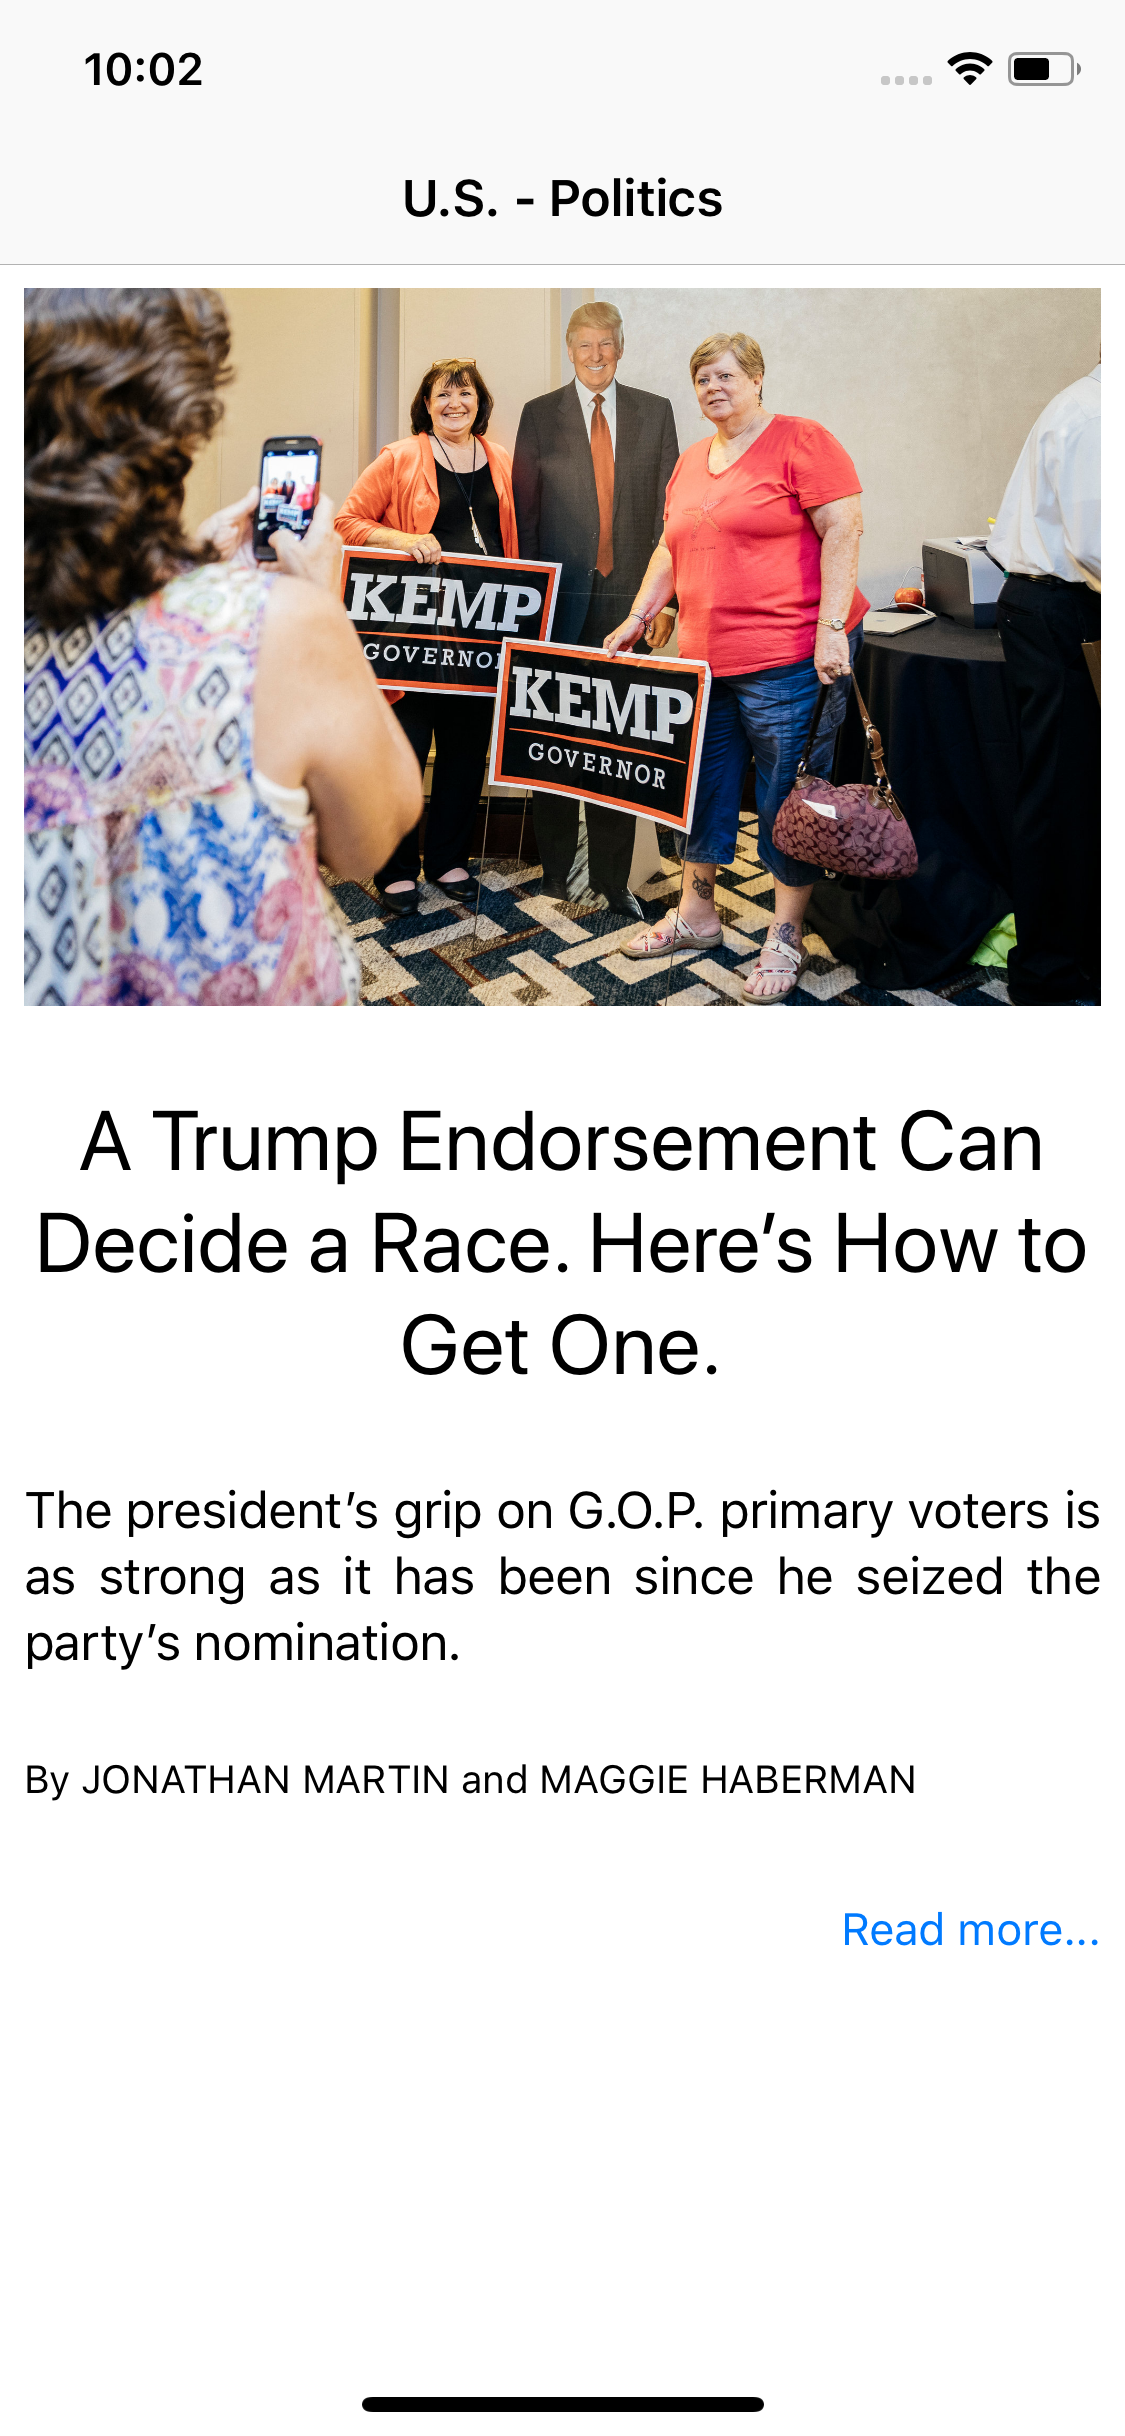 10:02
U.S. - Politics
KEMP
GOVERNOR
KEMP
GOVERNOR
A Trump Endorsement Can
Decide a Race. Here’s How to
Get One.
The president’s grip on G.O.P. primary voters is
as strong as it has been since he seized the
party’s nomination.
By JONATHAN MARTIN and MAGGIE HABERMAN
Read more...